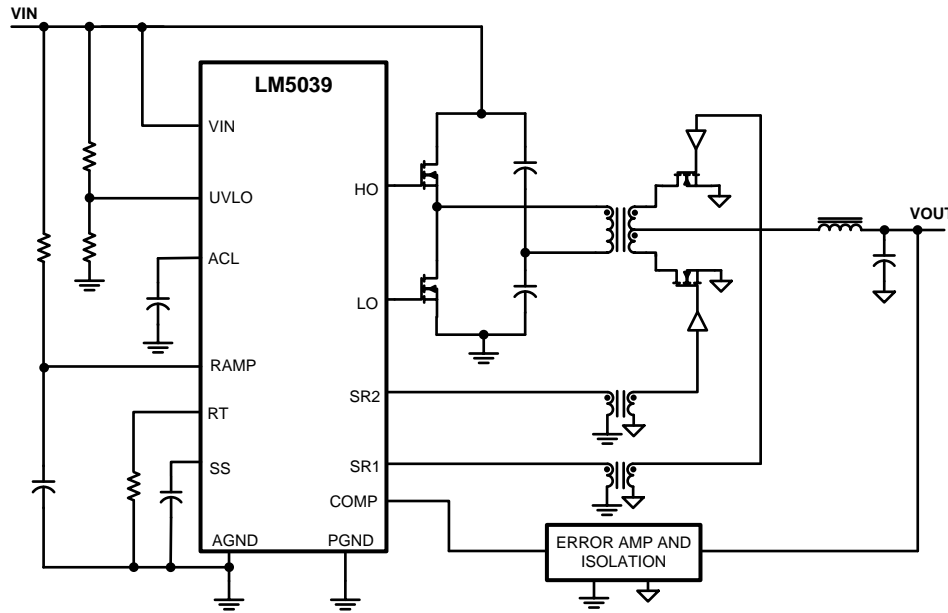 VIN
LM5039
VIN
UVLO
ACL
RAMP
RT
SS
AGND
PGND
HO
LO
SR2
SR1
COMP
VOUT
ERROR AMP AND
ISOLATION